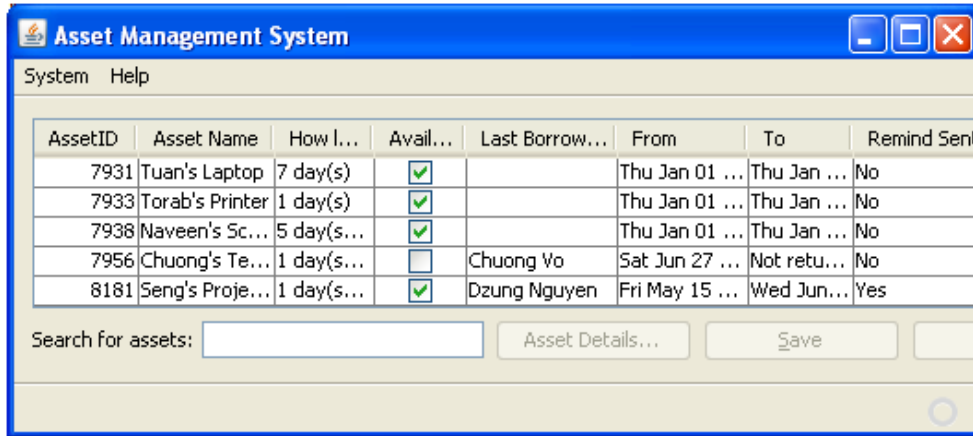 Asset Management System
System Help
AssetID Asset Name How l... Avail... Last Borrow... From To Remind Sent
7931 Tuan's Laptop 7 day(s) Thu Jan 01 ... Thu Jan ... No
7933 Torab's Printer 1 day(s) Thu Jan 01 ... Thu Jan ... No
7938 Naveen's Sc... 5 day(s... Thu Jan 01 ... Thu Jan ... No
7956 Chuong's Te... 1 day(s... Chuong Vo Sat Jun 27 ... Not retu... No
8181 Seng's Proje... 1 day(s... Dzung Nguyen Fri May 15 ... Wed Jun... Yes
Search for assets: Asset Details... Save